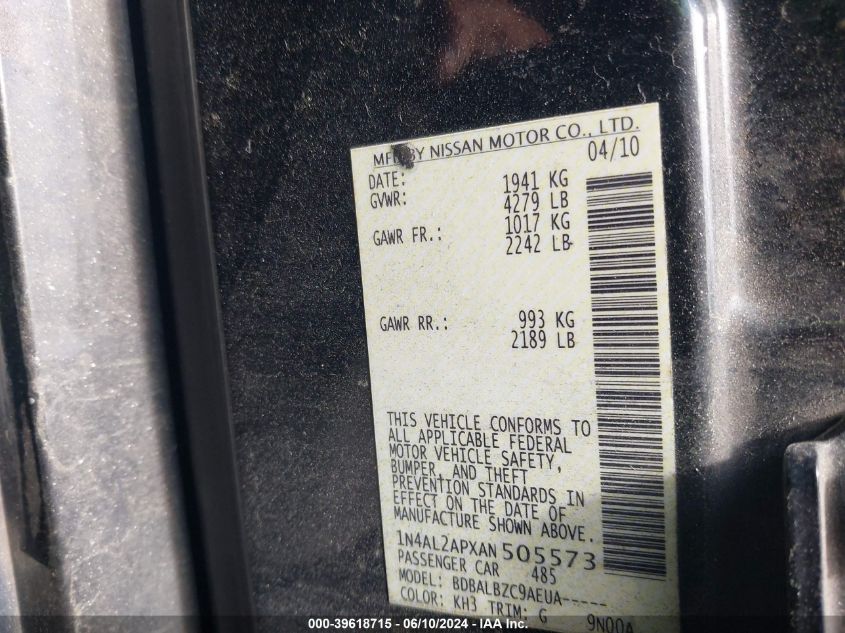 MFD BY NISSAN MOTOR CO., LTD.
DATE: 04/10
GVWR: 1941 KG
4279 LB
GAWR FR.: 1017 KG
2242 LB
GAWR RR.: 993 KG
2189 LB
THIS VEHICLE CONFORMS TO
ALL APPLICABLE FEDERAL
MOTOR VEHICLE SAFETY,
BUMPER, AND THEFT
PREVENTION STANDARDS IN
EFFECT ON THE DATE OF
MANUFACTURE SHOWN ABOVE.
1N4AL2APXAN505573
PASSENGER CAR 485
MODEL: BDBALBZC9AEUA-----
COLOR: KH3 TRIM: G 9N00A
000-39618715 - 06/10/2024 - IAA Inc.